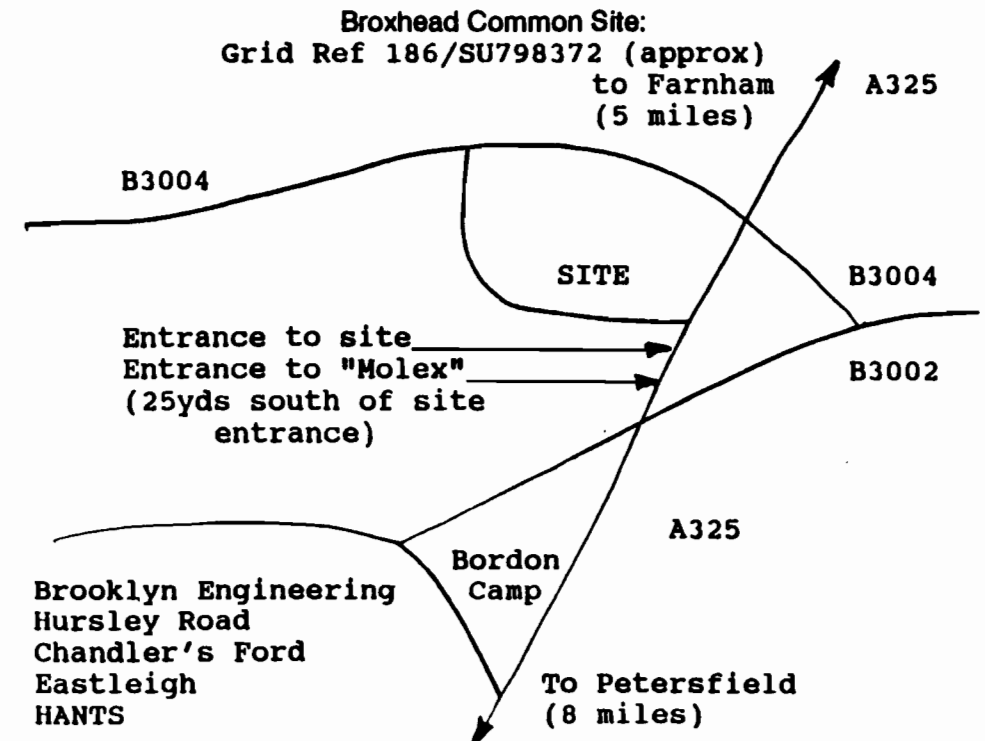 Broxhead Common Site:
Grid Ref 186/SU798372 (approx)
to Farnham
(5 miles)
A325
B3004
SITE
B3004
Entrance to site
Entrance to "Molex"
(25yds south of site
entrance)
B3002
A325
Bordon
Camp
Brooklyn Engineering
Hursley Road
Chandler's Ford
Eastleigh
HANTS
To Petersfield
(8 miles)